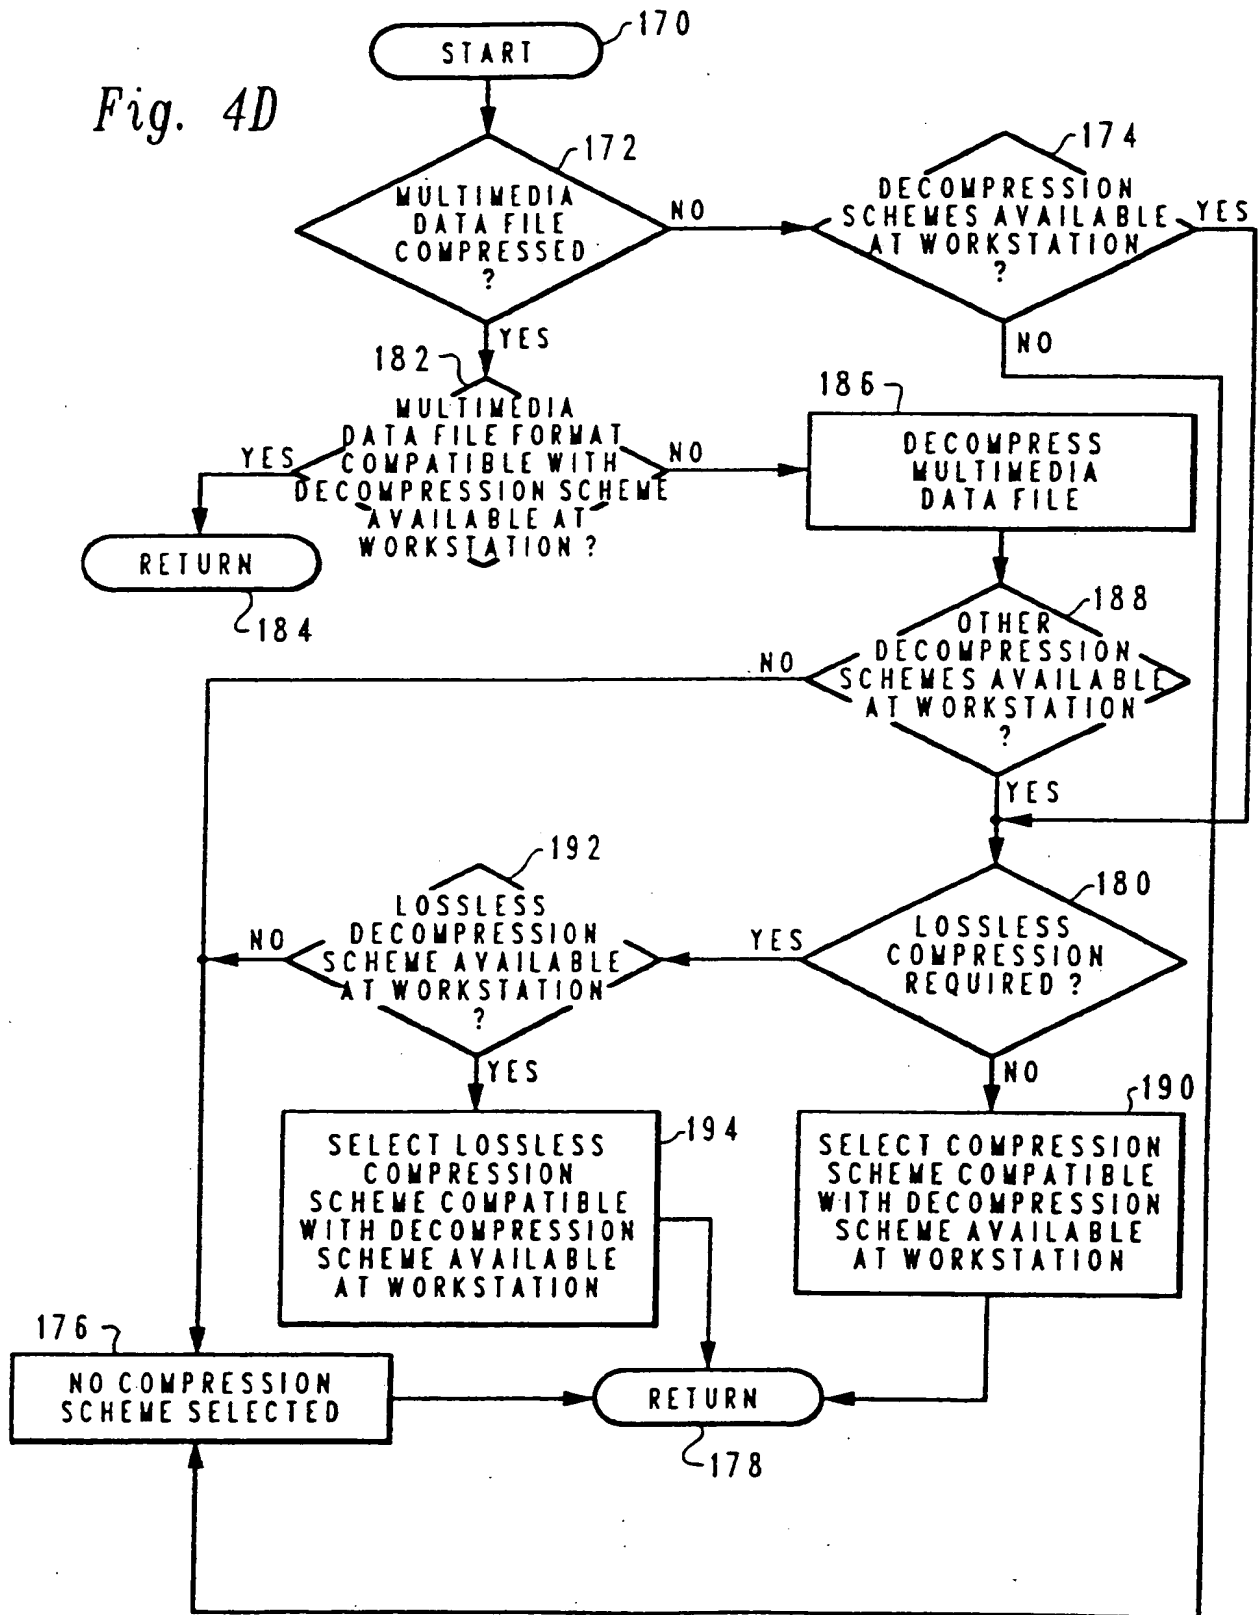 START
170
Fig. 4D
172
MULTIMEDIA
DATA FILE
COMPRESSED
?
NO
174
DECOMPRESSION
SCHEMES AVAILABLE
AT WORKSTATION
?
YES
NO
YES
182
MULTIMEDIA
DATA FILE FORMAT
COMPATIBLE WITH
DECOMPRESSION SCHEME
AVAILABLE AT
WORKSTATION ?
YES
NO
RETURN
184
186
DECOMPRESS
MULTIMEDIA
DATA FILE
188
OTHER
DECOMPRESSION
SCHEMES AVAILABLE
AT WORKSTATION
?
NO
YES
192
LOSSLESS
DECOMPRESSION
SCHEME AVAILABLE
AT WORKSTATION
?
NO
YES
180
LOSSLESS
COMPRESSION
REQUIRED ?
YES
NO
194
SELECT LOSSLESS
COMPRESSION
SCHEME COMPATIBLE
WITH DECOMPRESSION
SCHEME AVAILABLE
AT WORKSTATION
190
SELECT COMPRESSION
SCHEME COMPATIBLE
WITH DECOMPRESSION
SCHEME AVAILABLE
AT WORKSTATION
176
NO COMPRESSION
SCHEME SELECTED
RETURN
178